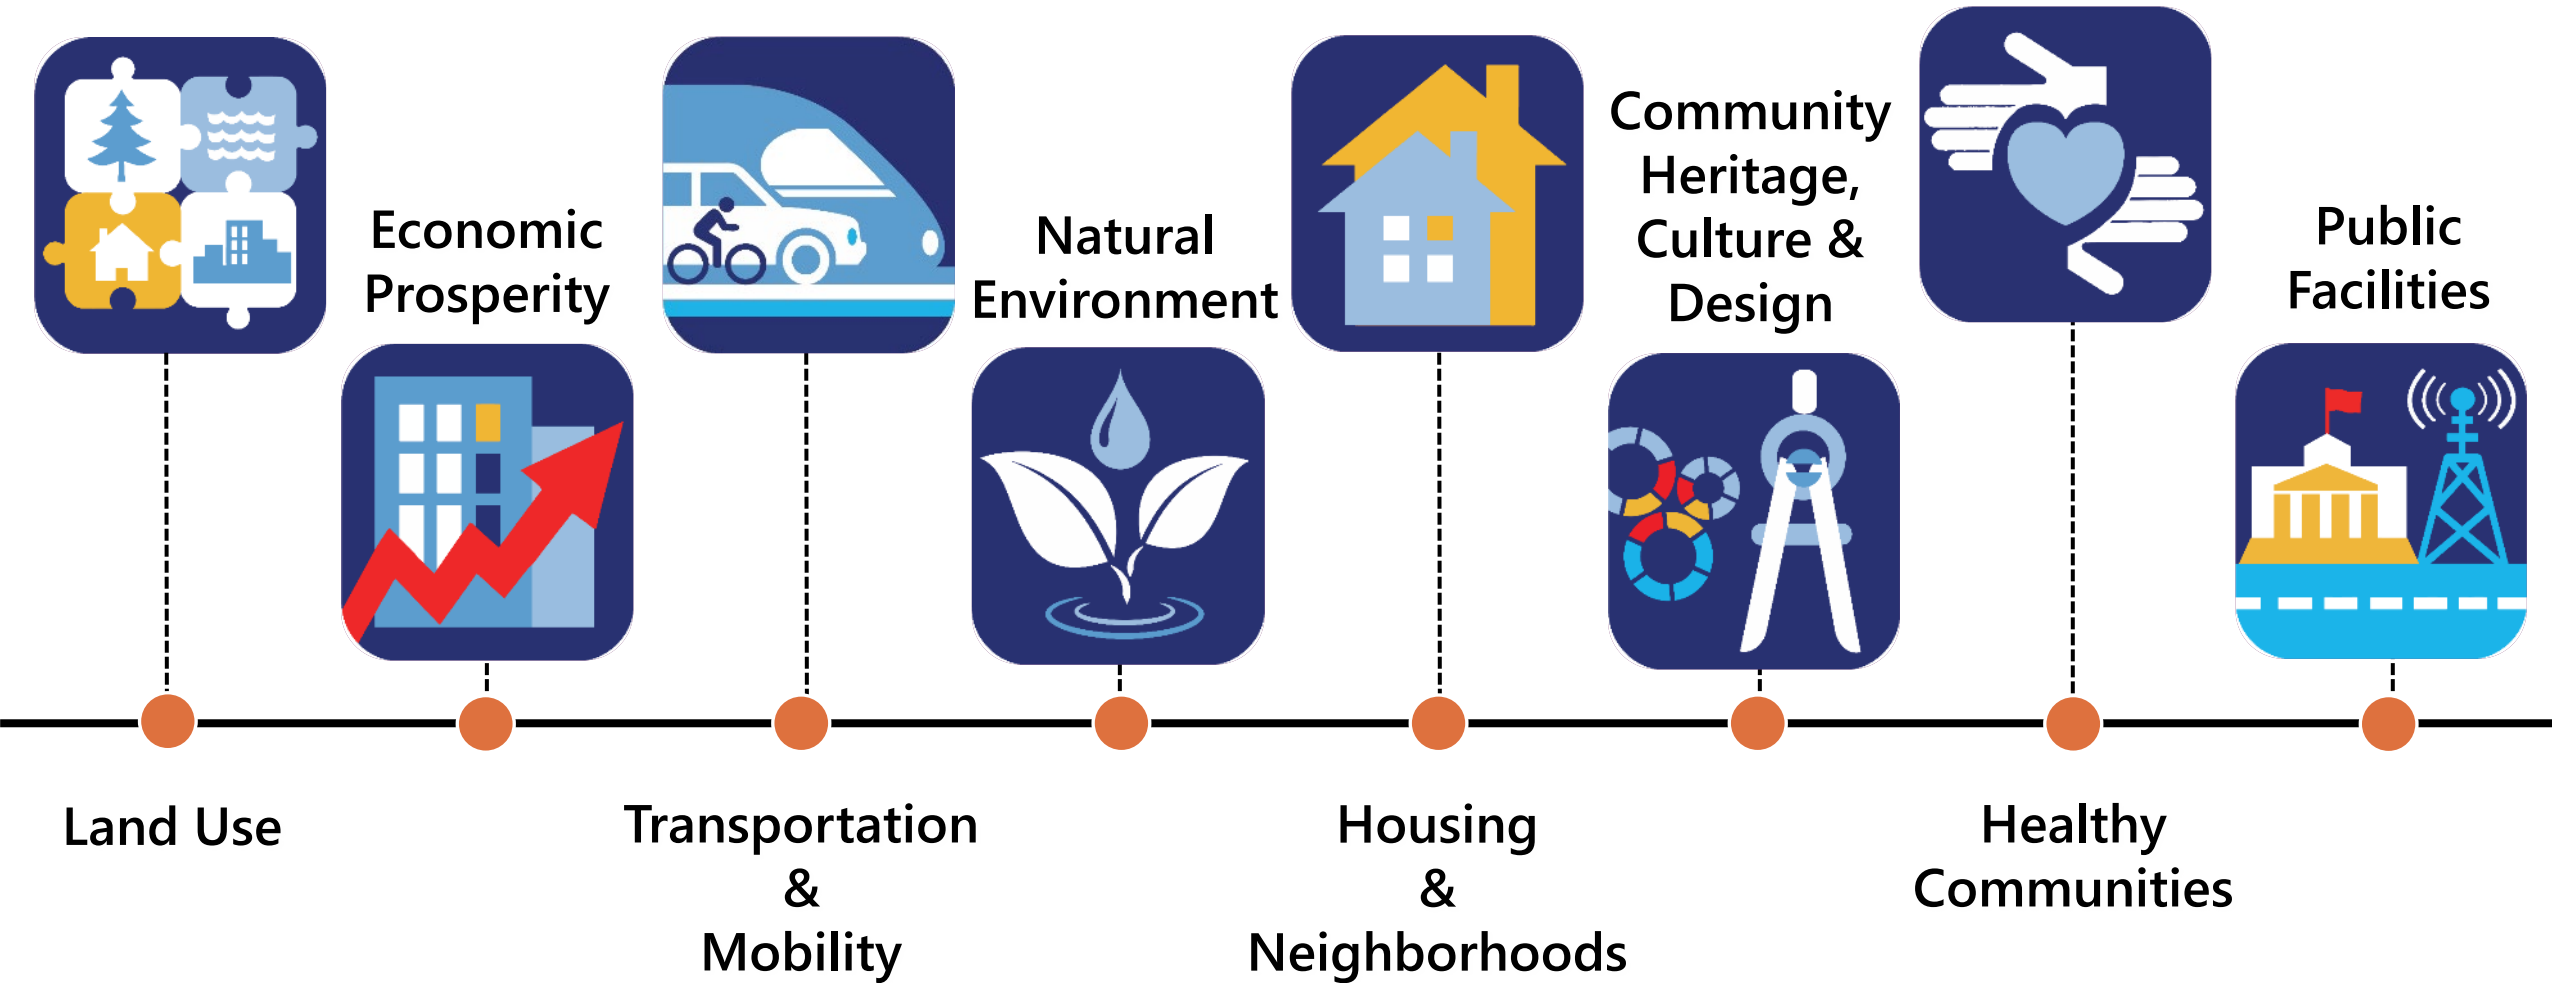 Land Use
Economic
Prosperity
Transportation
&
Mobility
Natural
Environment
Housing
&
Neighborhoods
Community
Heritage,
Culture &
Design
Healthy
Communities
Public
Facilities